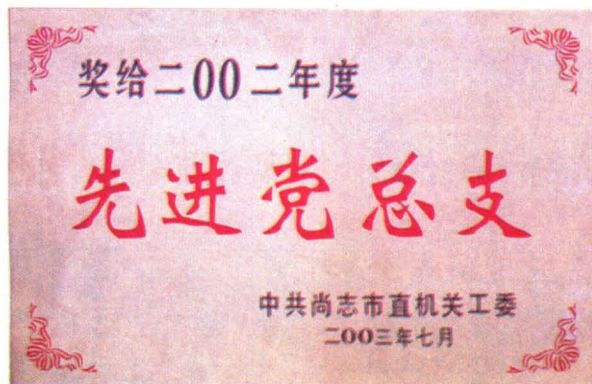 奖给二00二年度
先进党总支
中共尚志市直机关工委
二00三年七月